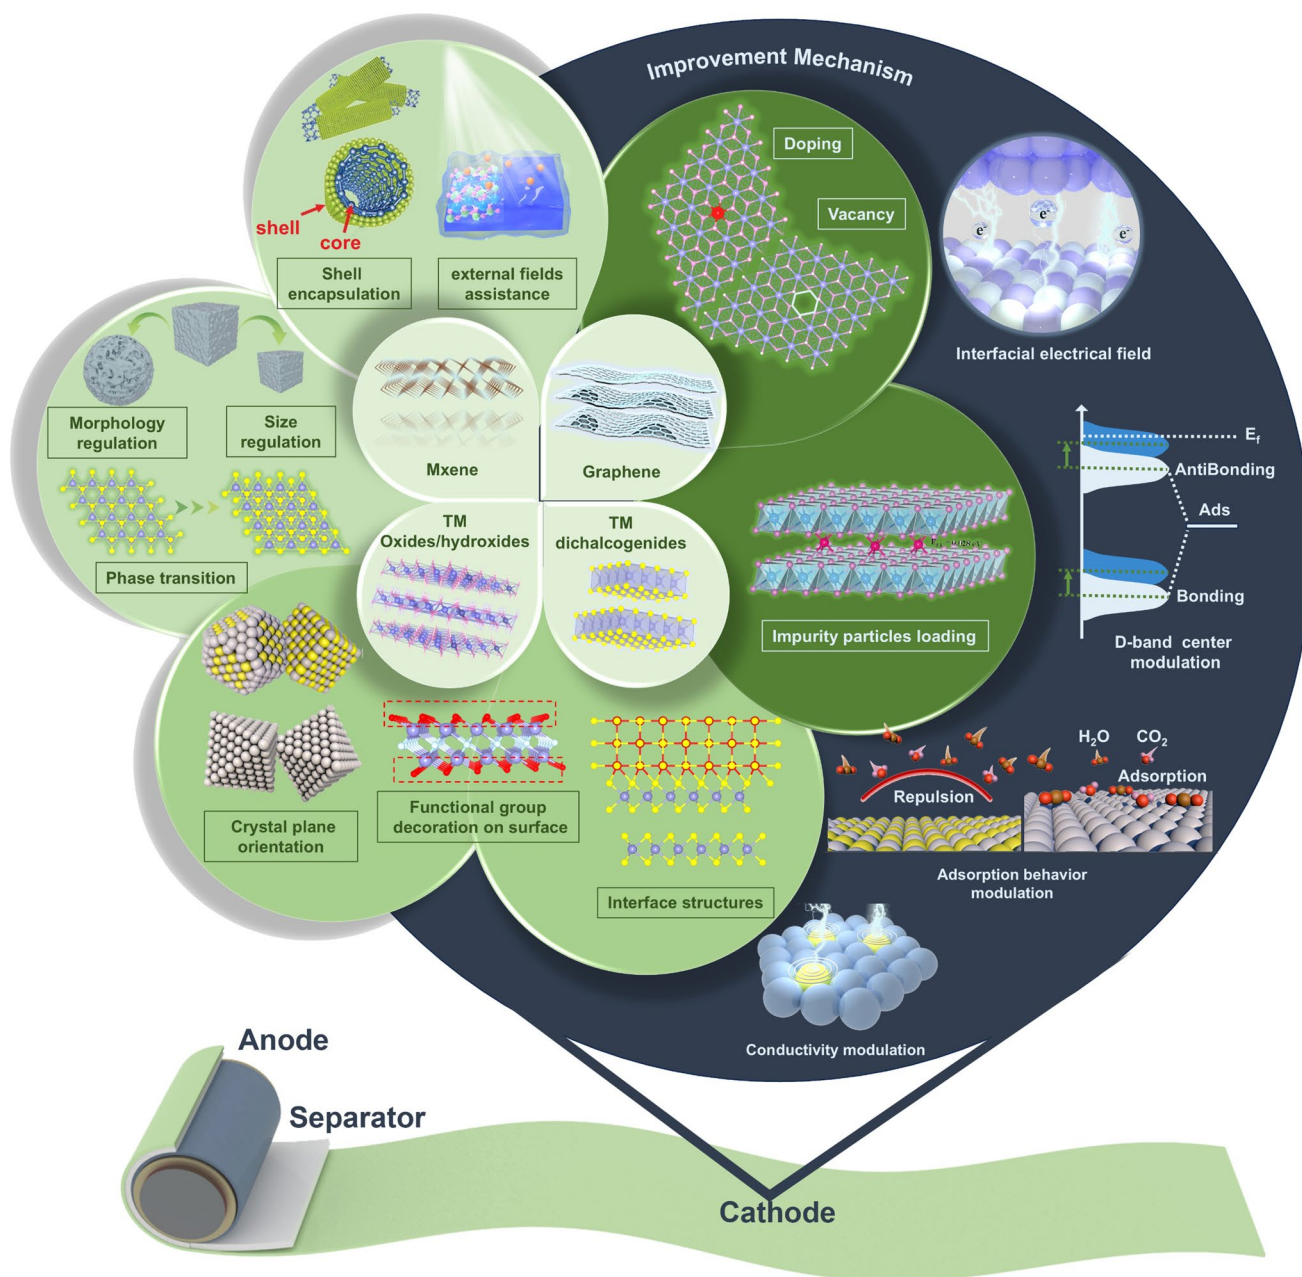 Improvement Mechanism
shell
core
Shell
encapsulation
external fields
assistance
Doping
Vacancy
e-
e-
e-
Interfacial electrical field
Morphology
regulation
Size
regulation
Phase transition
Mxene
Graphene
TM
Oxides/hydroxides
TM
dichalcogenides
Impurity particles loading
Ef
AntiBonding
Ads
Bonding
D-band center
modulation
Crystal plane
orientation
Functional group
decoration on surface
Interface structures
H2O
CO2
Repulsion
Adsorption
Adsorption behavior
modulation
Conductivity modulation
Anode
Separator
Cathode